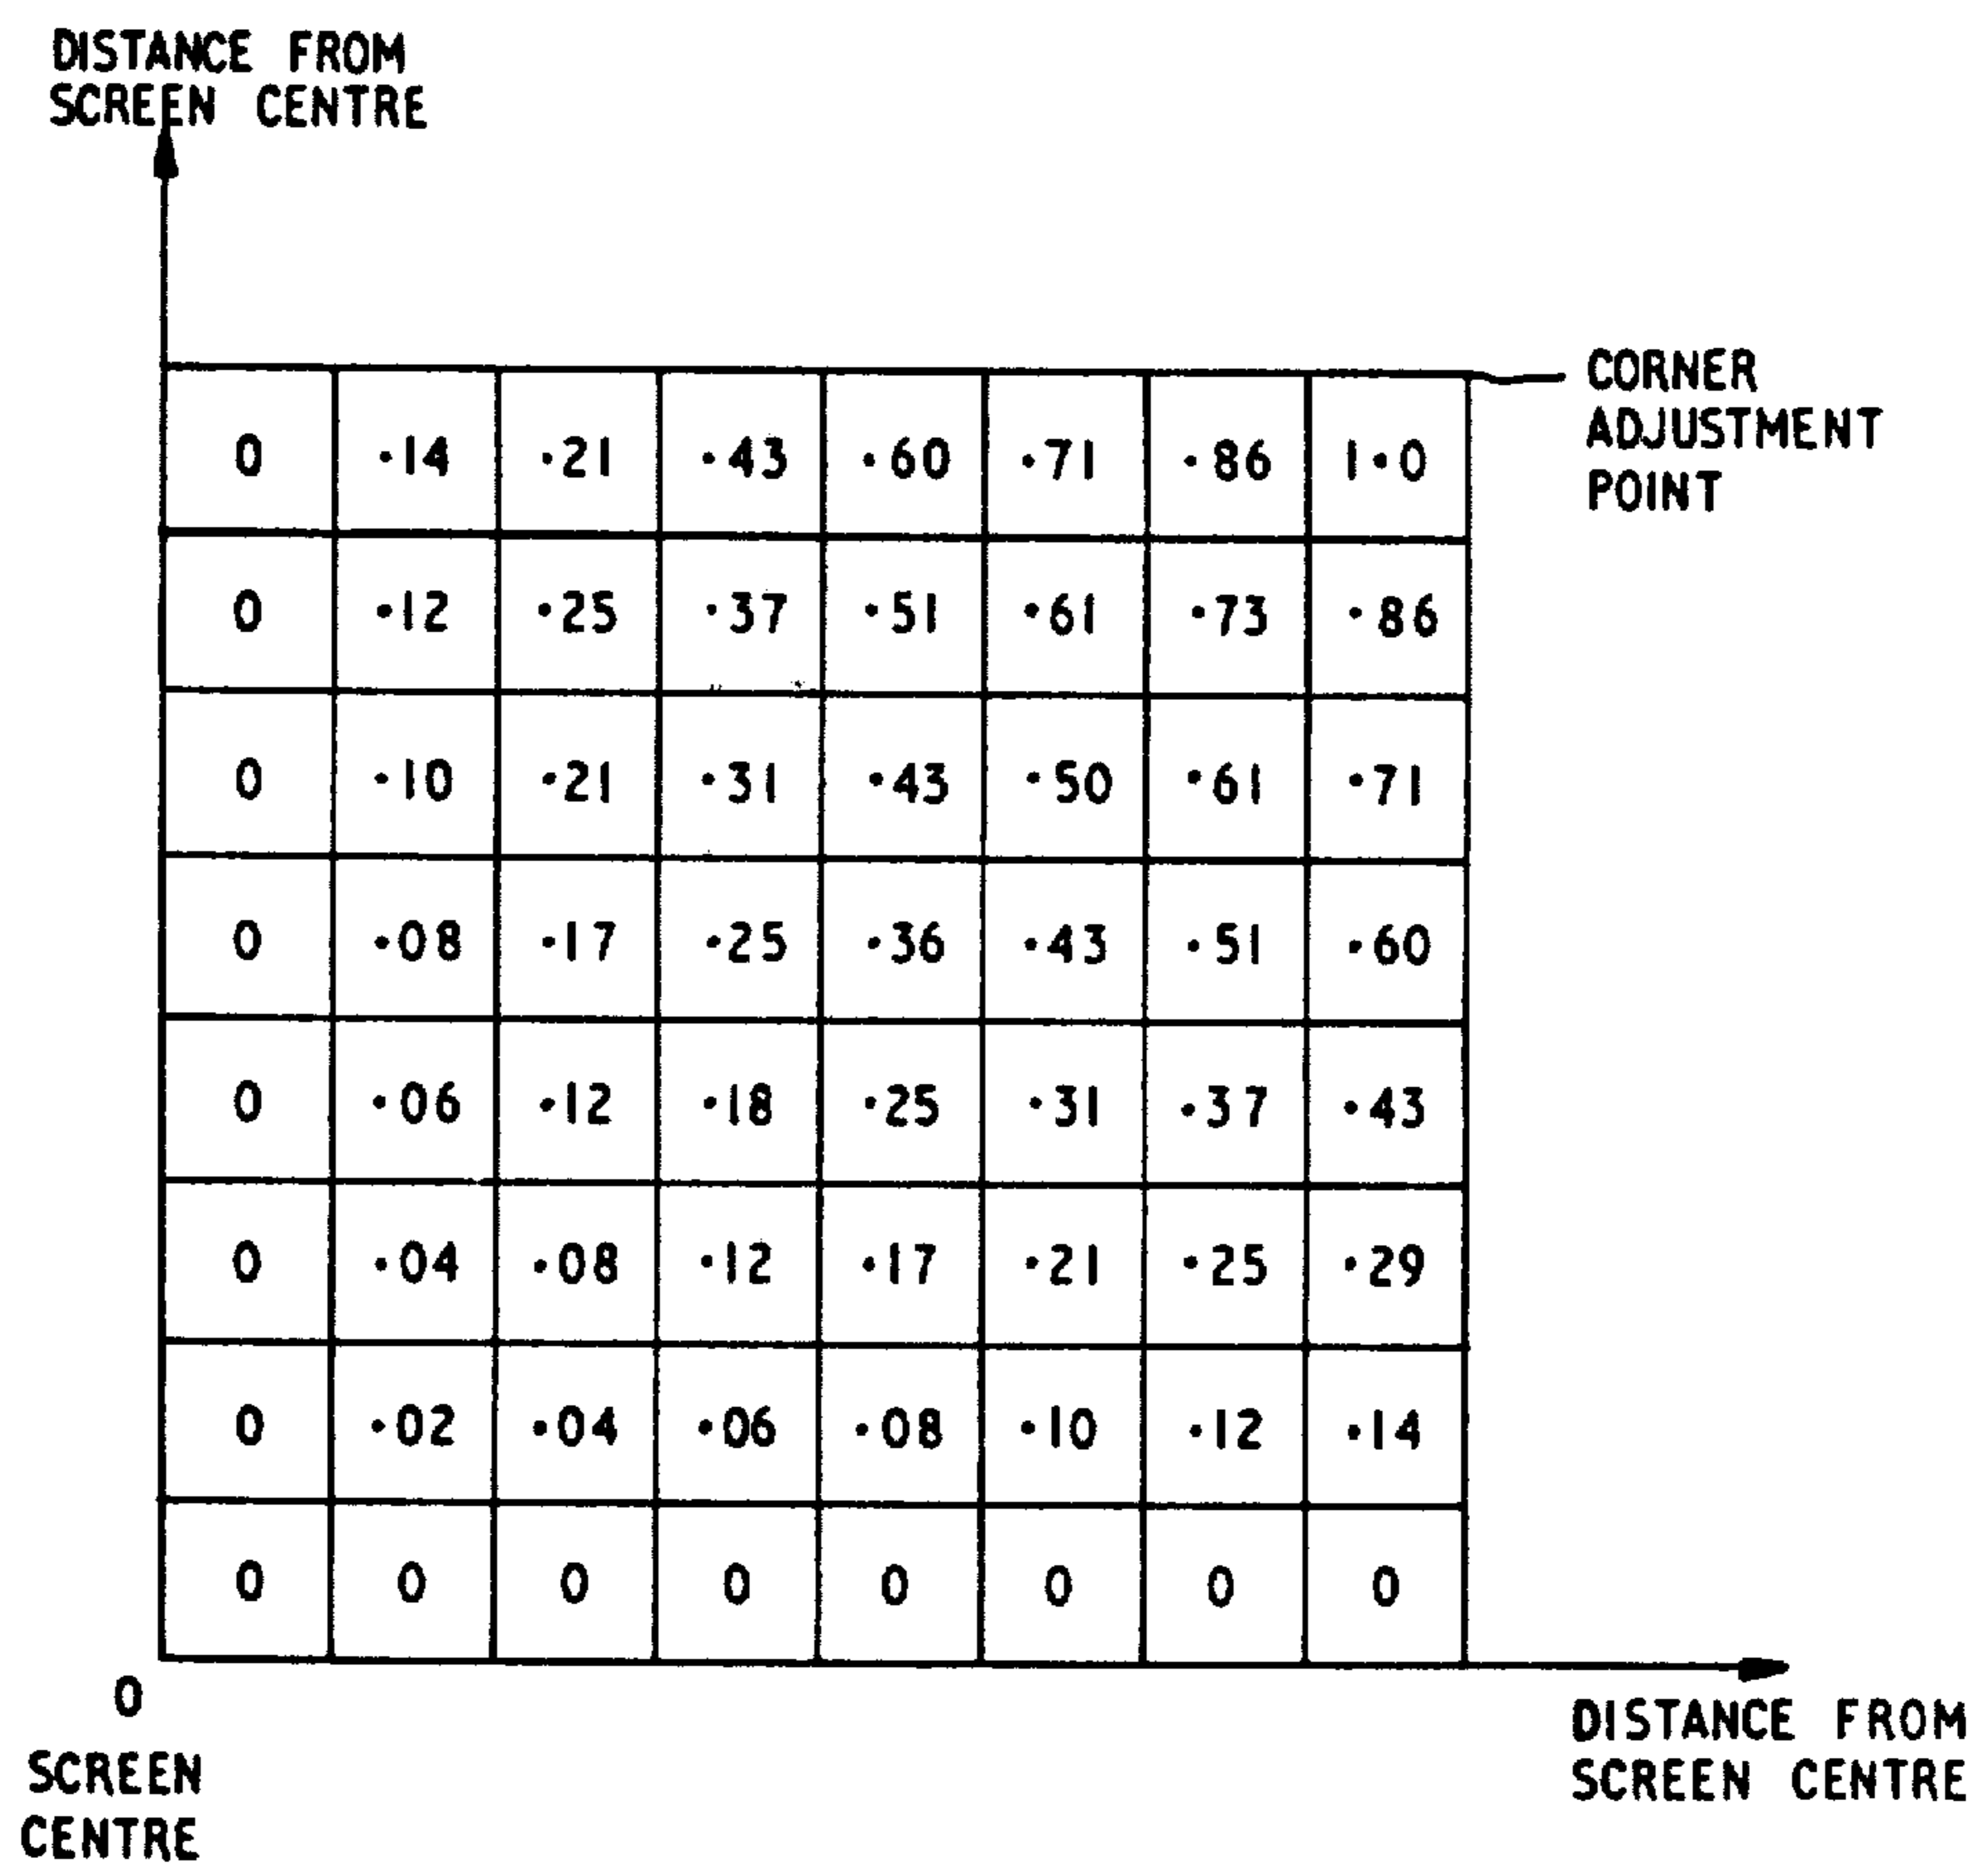 DISTANCE FROM
SCREEN CENTRE
CORNER
ADJUSTMENT
POINT
0 ·14 ·21 ·43 ·60 ·71 ·86 1·0
0 ·12 ·25 ·37 ·51 ·61 ·73 ·86
0 ·10 ·21 ·31 ·43 ·50 ·61 ·71
0 ·08 ·17 ·25 ·36 ·43 ·51 ·60
0 ·06 ·12 ·18 ·25 ·31 ·37 ·43
0 ·04 ·08 ·12 ·17 ·21 ·25 ·29
0 ·02 ·04 ·06 ·08 ·10 ·12 ·14
0 0 0 0 0 0 0 0
0
SCREEN
CENTRE
DISTANCE FROM
SCREEN CENTRE